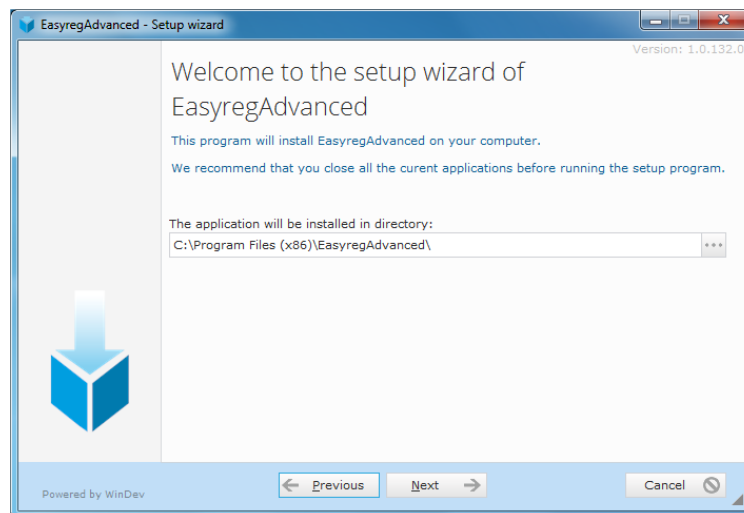 EasyregAdvanced - Setup wizard
Version: 1.0.132.0
Welcome to the setup wizard of
EasyregAdvanced
This program will install EasyregAdvanced on your computer.
We recommend that you close all the curent applications before running the setup program.
The application will be installed in directory:
C:\Program Files (x86)\EasyregAdvanced\
...
Powered by WinDev
Previous
Next
Cancel